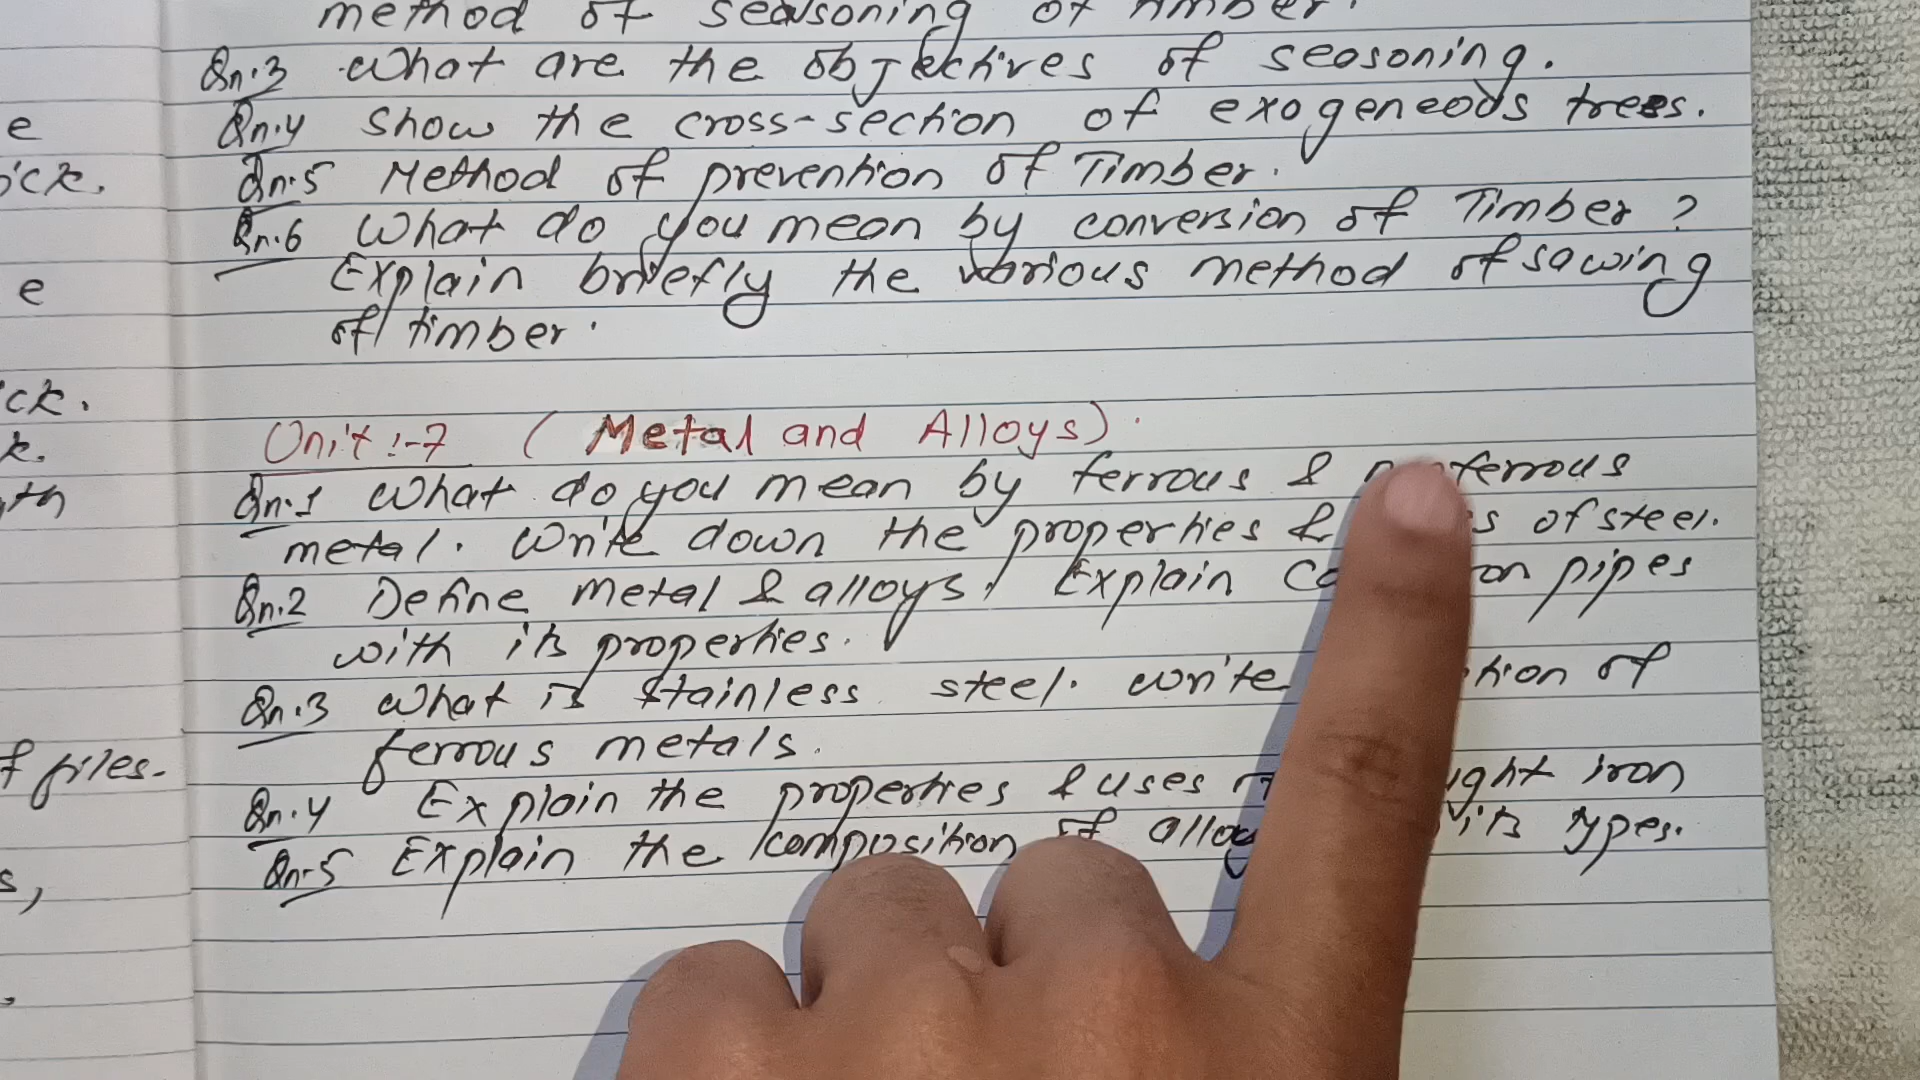 e
ick.
e
ck.
k.
f files.
s,
method of seasoning of timber.
Qn.3 what are the objectives of seasoning.
Qn.4 show the cross-section of exogeneods trees.
Qn.5 Method of prevention of Timber.
Qn.6 What do you mean by conversion of Timber ?
Explain briefly the various method of sawing
of timber.
Unit :-7 ( Metal and Alloys).
Qn.1 What do you mean by ferrous & ferrous
metal. Write down the properties & of steel.
Qn.2 Define metal & alloys. Explain pipes
with its properties.
Qn.3 What is stainless steel. write of
ferrous metals.
Qn.4 Explain the properties & uses iron
Qn.5 Explain the composition of its types.